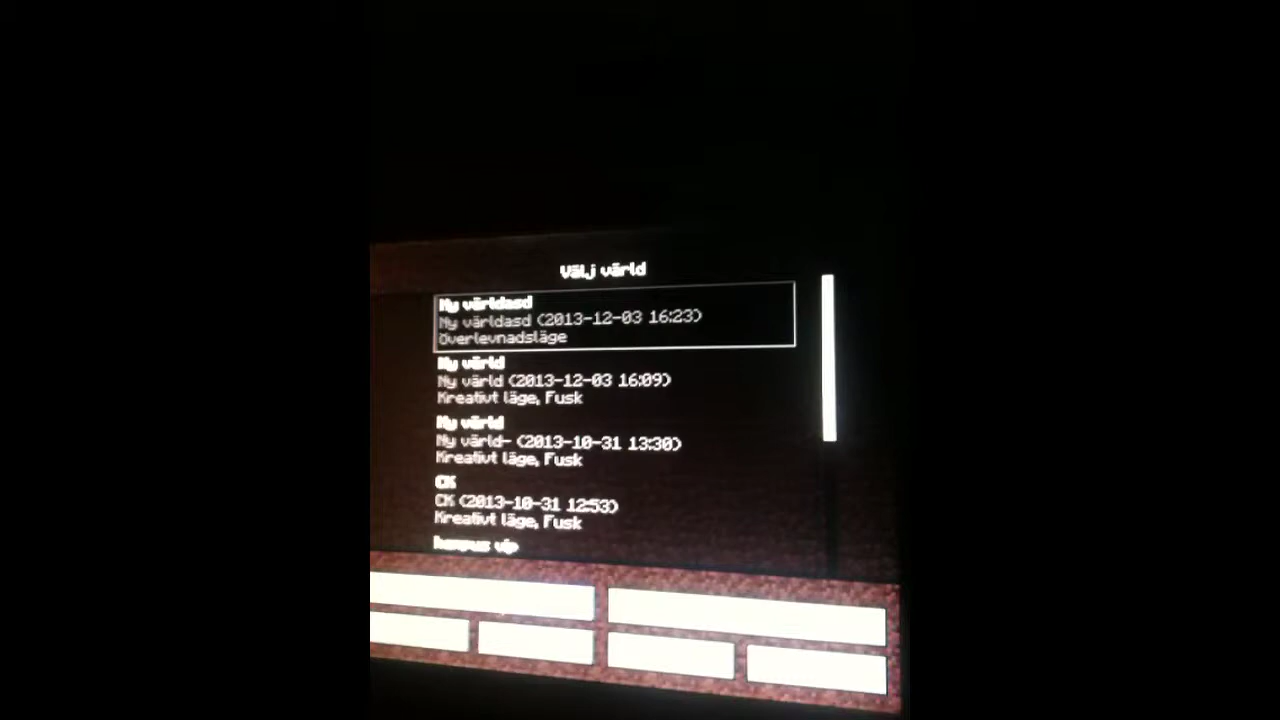 Välj värld
Ny världasd
Ny världasd (2013-12-03 16:23)
Överlevnadsläge
Ny värld
Ny värld (2013-12-03 16:09)
Kreativt läge, Fusk
Ny värld
Ny värld- (2013-10-31 13:30)
Kreativt läge, Fusk
CK
CK (2013-10-31 12:53)
Kreativt läge, Fusk